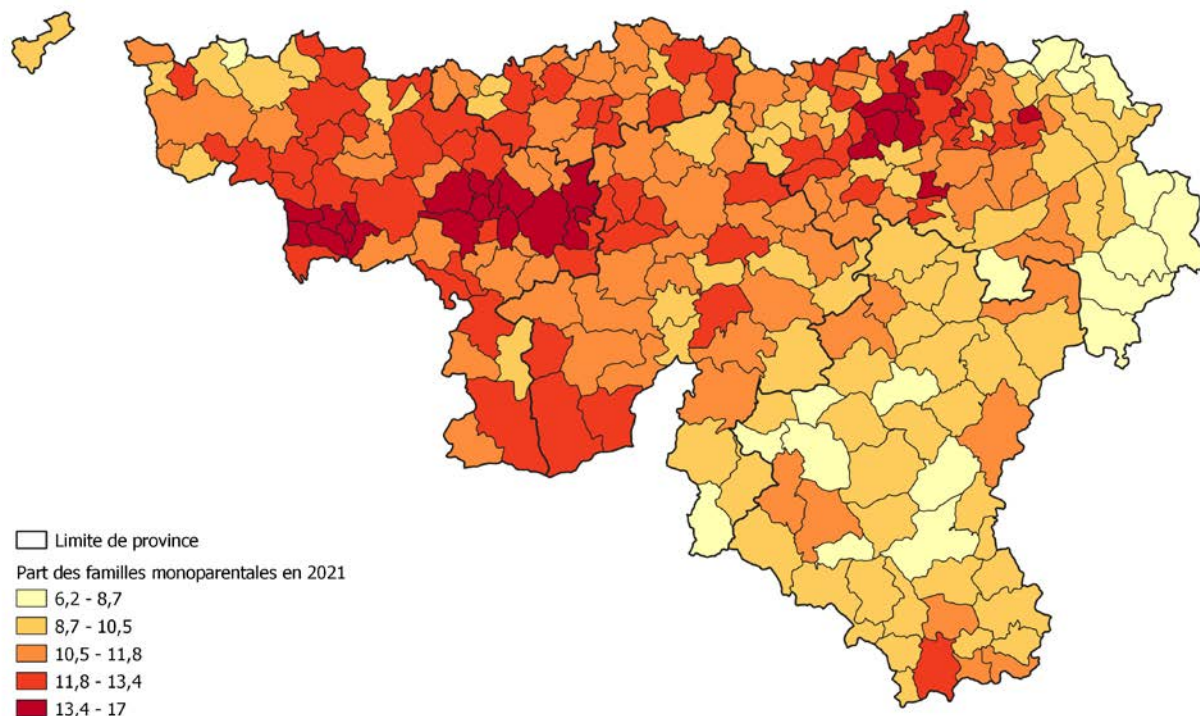 Limite de province
Part des familles monoparentales en 2021
6,2 - 8,7
8,7 - 10,5
10,5 - 11,8
11,8 - 13,4
13,4 - 17